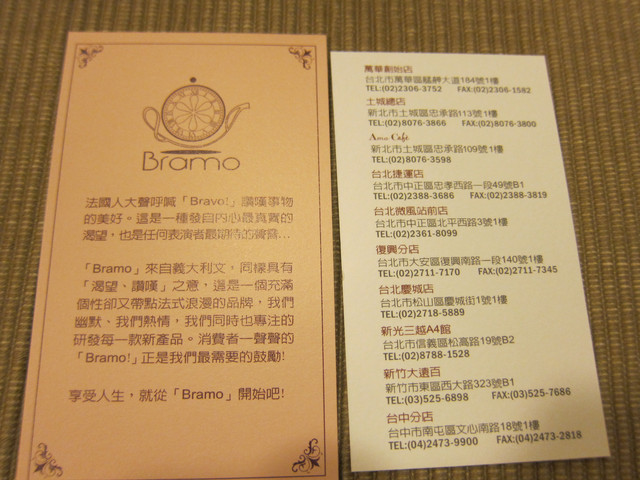 Bramo
法國人大聲呼喊「Bravo!」讚嘆事物
的美好。這是一種發自內心最真實的
渴望，也是任何表演者最期待的聲音...
「Bramo」來自義大利文，同樣具有
「渴望、讚嘆」之意，這是一個充滿
個性卻又帶點法式浪漫的品牌，我們
幽默、我們熱情，我們同時也專注的
研發每一款新產品。消費者一聲聲的
「Bramo!」正是我們最需要的鼓勵!
享受人生，就從「Bramo」開始吧!
萬華創始店
台北市萬華區艋舺大道184號1樓
TEL:(02)2306-3752 FAX:(02)2306-1582
土城總店
新北市土城區忠承路113號1樓
TEL:(02)8076-3866 FAX:(02)8076-3800
Amo Café
新北市土城區忠承路109號1樓
TEL:(02)8076-3598
台北捷運店
台北市中正區忠孝西路一段49號B1
TEL:(02)2388-3686 FAX:(02)2388-3819
台北微風站前店
台北市中正區北平西路3號1樓
TEL:(02)2361-8099
復興分店
台北市大安區復興南路一段140號1樓
TEL:(02)2711-7170 FAX:(02)2711-7345
台北慶城店
台北市松山區慶城街1號1樓
TEL:(02)2718-5889
新光三越A4館
台北市信義區松高路19號B2
TEL:(02)8788-1528
新竹大遠百
新竹市東區西大路323號B1
TEL:(03)525-6898 FAX:(03)525-7686
台中分店
台中市南屯區文心南路18號1樓
TEL:(04)2473-9900 FAX:(04)2473-2818